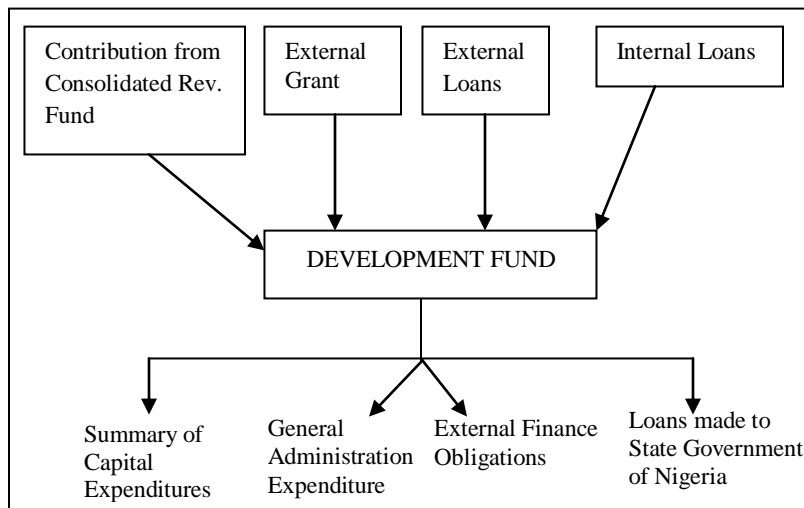 Contribution from
Consolidated Rev.
Fund
External
Grant
External
Loans
Internal Loans
DEVELOPMENT FUND
Summary of
Capital
Expenditures
General
Administration
Expenditure
External Finance
Obligations
Loans made to
State Government
of Nigeria